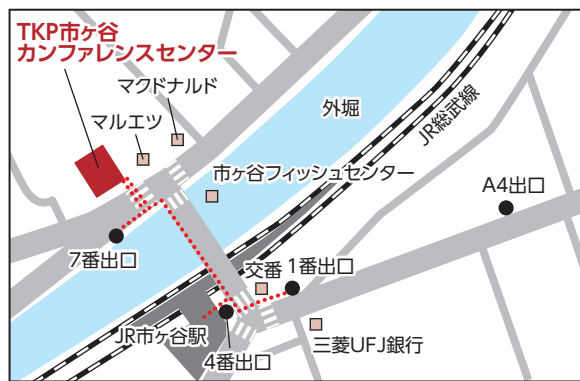 TKP市ヶ谷
カンファレンスセンター
マクドナルド
マルエツ
外堀
JR総武線
市ヶ谷フィッシュセンター
A4出口
7番出口
交番
1番出口
JR市ヶ谷駅
4番出口
三菱UFJ銀行